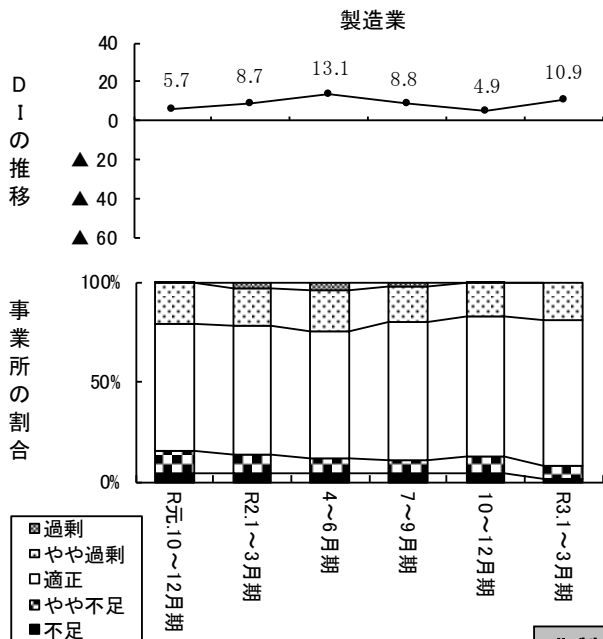 製造業
DIの推移
40
20
0
▲ 20
▲ 40
▲ 60
5.7
8.7
13.1
8.8
4.9
10.9
事業所の割合
100%
50%
0%
R元.10～12月期
R2.1～3月期
4～6月期
7～9月期
10～12月期
R3.1～3月期
過剰
やや過剰
適正
やや不足
不足